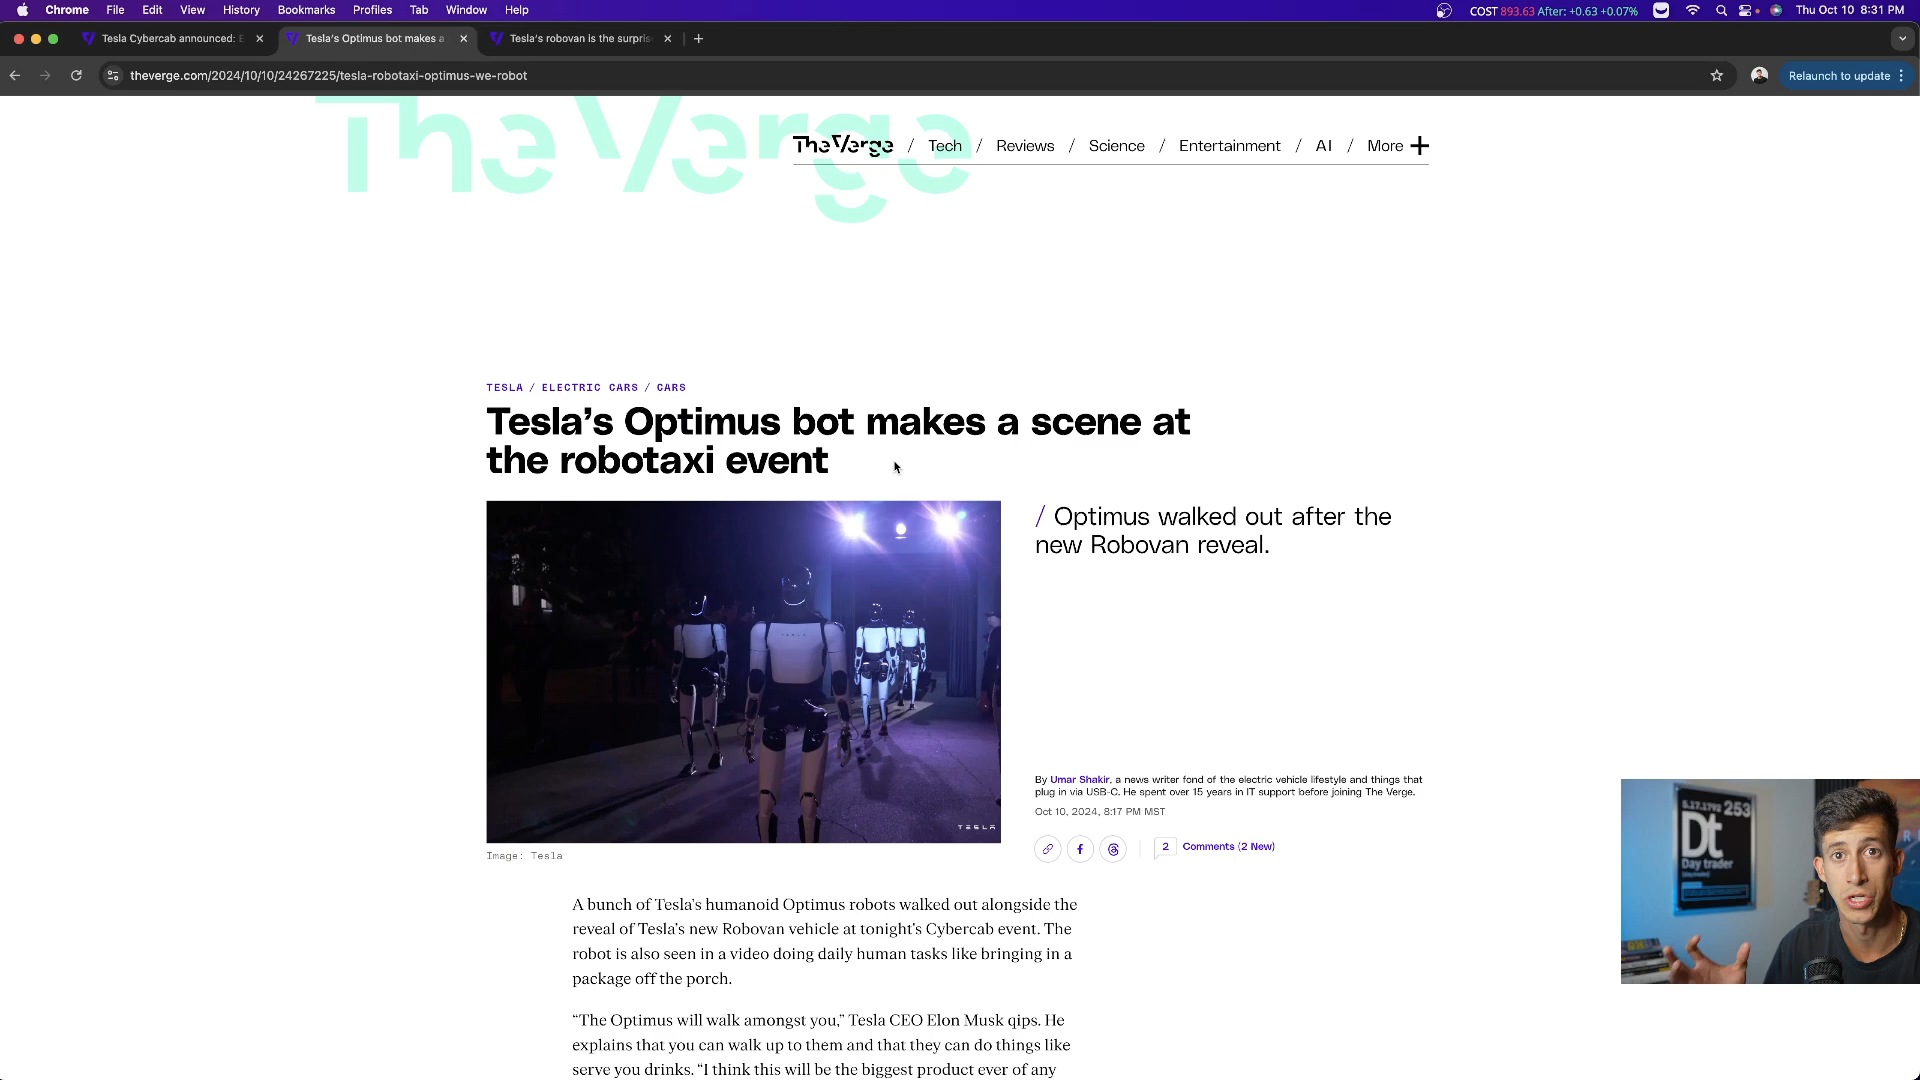 Chrome File Edit View History Bookmarks Profiles Tab Window Help
COST 893.63 After: +0.63 +0.07%
Thu Oct 10 8:31 PM
Tesla Cybercab announced: E
Tesla's Optimus bot makes a
Tesla's robovan is the surpris
theverge.com/2024/10/10/24267225/tesla-robotaxi-optimus-we-robot
Relaunch to update
The Verge
The Verge / Tech / Reviews / Science / Entertainment / AI / More +
TESLA / ELECTRIC CARS / CARS
Tesla’s Optimus bot makes a scene at
the robotaxi event
/ Optimus walked out after the
new Robovan reveal.
TESLA
TESLA
Image: Tesla
By Umar Shakir, a news writer fond of the electric vehicle lifestyle and things that
plug in via USB-C. He spent over 15 years in IT support before joining The Verge.
Oct 10, 2024, 8:17 PM MST
2 Comments (2 New)
A bunch of Tesla’s humanoid Optimus robots walked out alongside the
reveal of Tesla’s new Robovan vehicle at tonight’s Cybercab event. The
robot is also seen in a video doing daily human tasks like bringing in a
package off the porch.
“The Optimus will walk amongst you,” Tesla CEO Elon Musk qips. He
explains that you can walk up to them and that they can do things like
serve you drinks. “I think this will be the biggest product ever of any
5.17.1792 253
Dt
Day trader